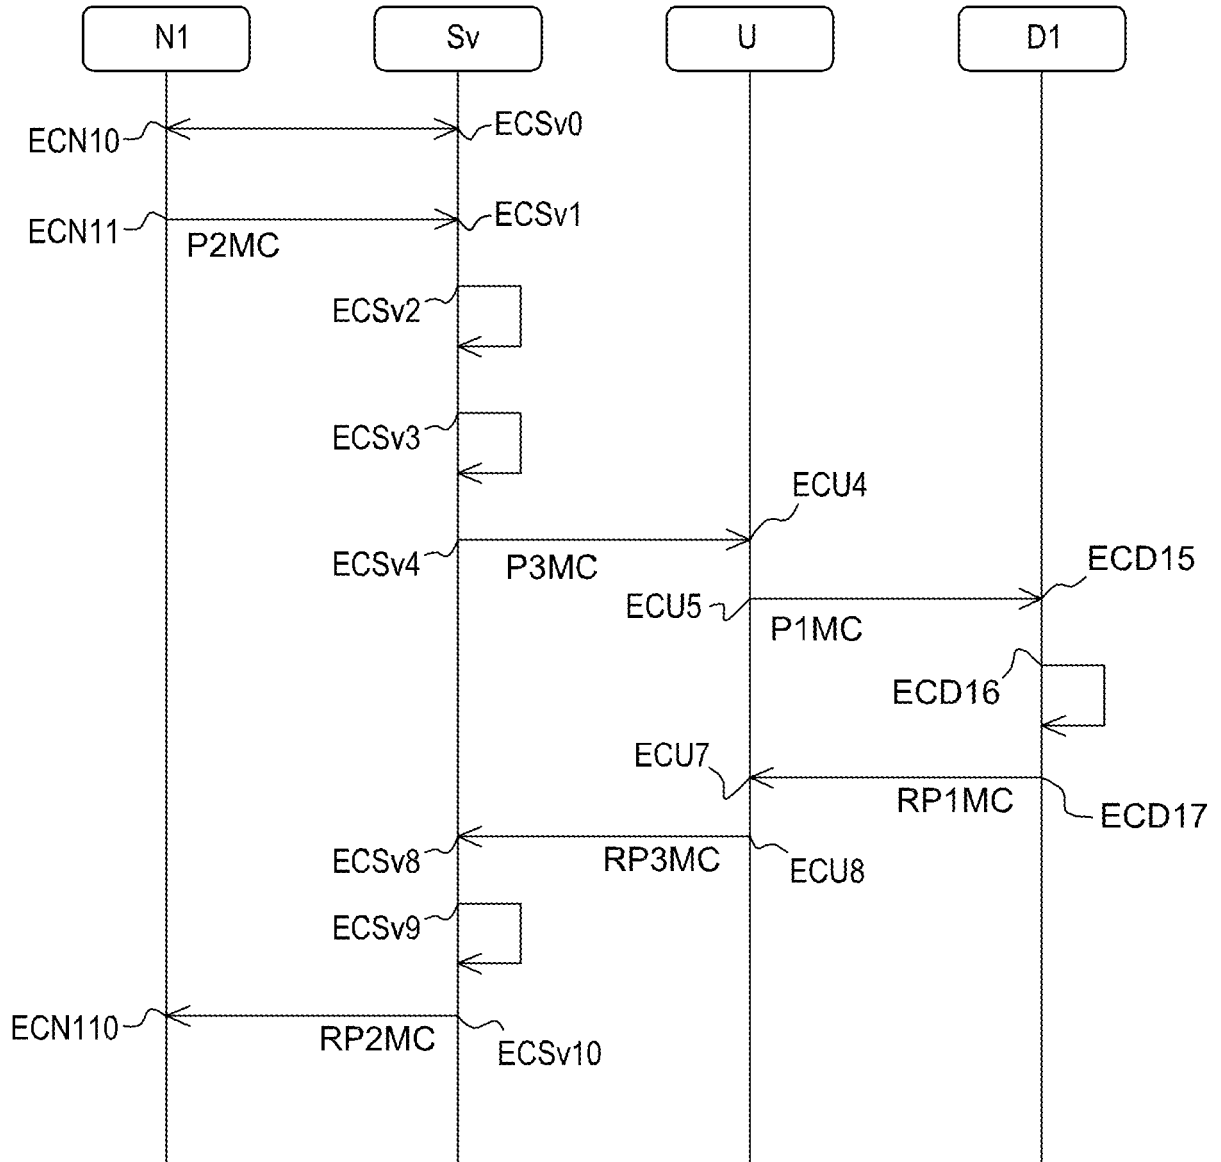 N1 Sv U D1
ECN10 ECSv0
ECN11 P2MC ECSv1
ECSv2
ECSv3
ECU4
ECSv4 P3MC ECD15
ECU5 P1MC
ECD16
ECU7
RP1MC ECD17
ECSv8 RP3MC ECU8
ECSv9
ECN110 RP2MC ECSv10